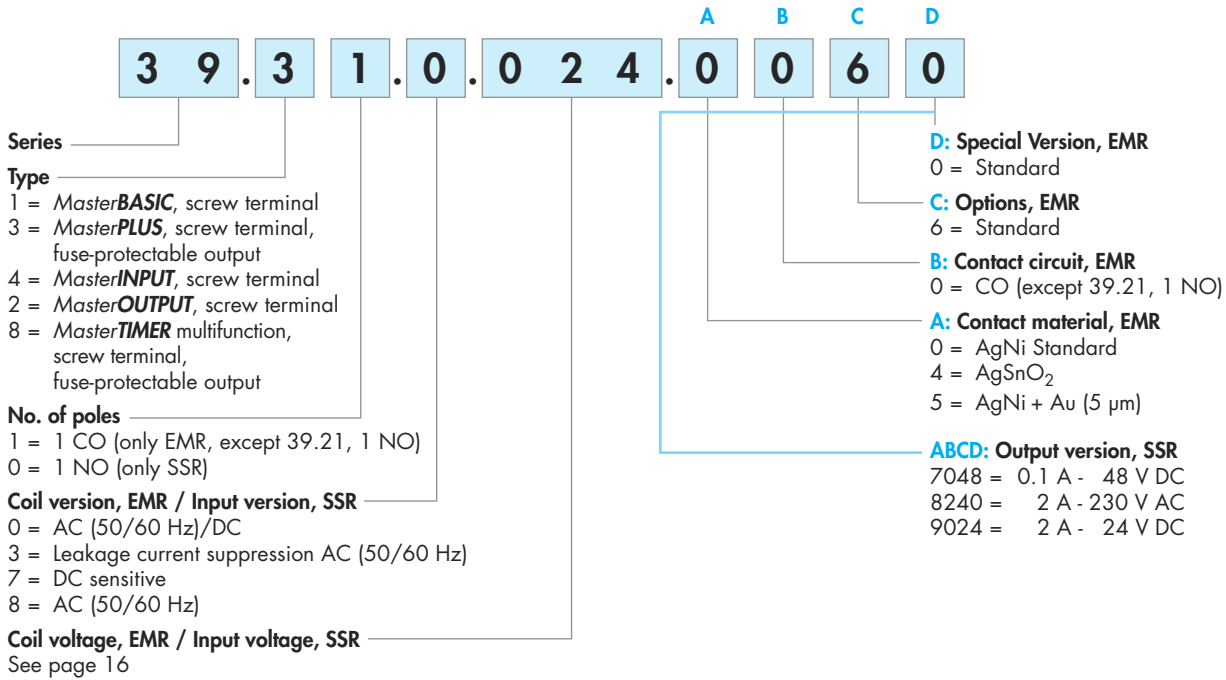 A B C D
3 9 . 3 1 . 0 . 0 2 4 . 0 0 6 0
Series
Type
1 = MasterBASIC, screw terminal
3 = MasterPLUS, screw terminal,
fuse-protectable output
4 = MasterINPUT, screw terminal
2 = MasterOUTPUT, screw terminal
8 = MasterTIMER multifunction,
screw terminal,
fuse-protectable output
No. of poles
1 = 1 CO (only EMR, except 39.21, 1 NO)
0 = 1 NO (only SSR)
Coil version, EMR / Input version, SSR
0 = AC (50/60 Hz)/DC
3 = Leakage current suppression AC (50/60 Hz)
7 = DC sensitive
8 = AC (50/60 Hz)
Coil voltage, EMR / Input voltage, SSR
See page 16
D: Special Version, EMR
0 = Standard
C: Options, EMR
6 = Standard
B: Contact circuit, EMR
0 = CO (except 39.21, 1 NO)
A: Contact material, EMR
0 = AgNi Standard
4 = AgSnO₂
5 = AgNi + Au (5 µm)
ABCD: Output version, SSR
7048 = 0.1 A - 48 V DC
8240 = 2 A - 230 V AC
9024 = 2 A - 24 V DC